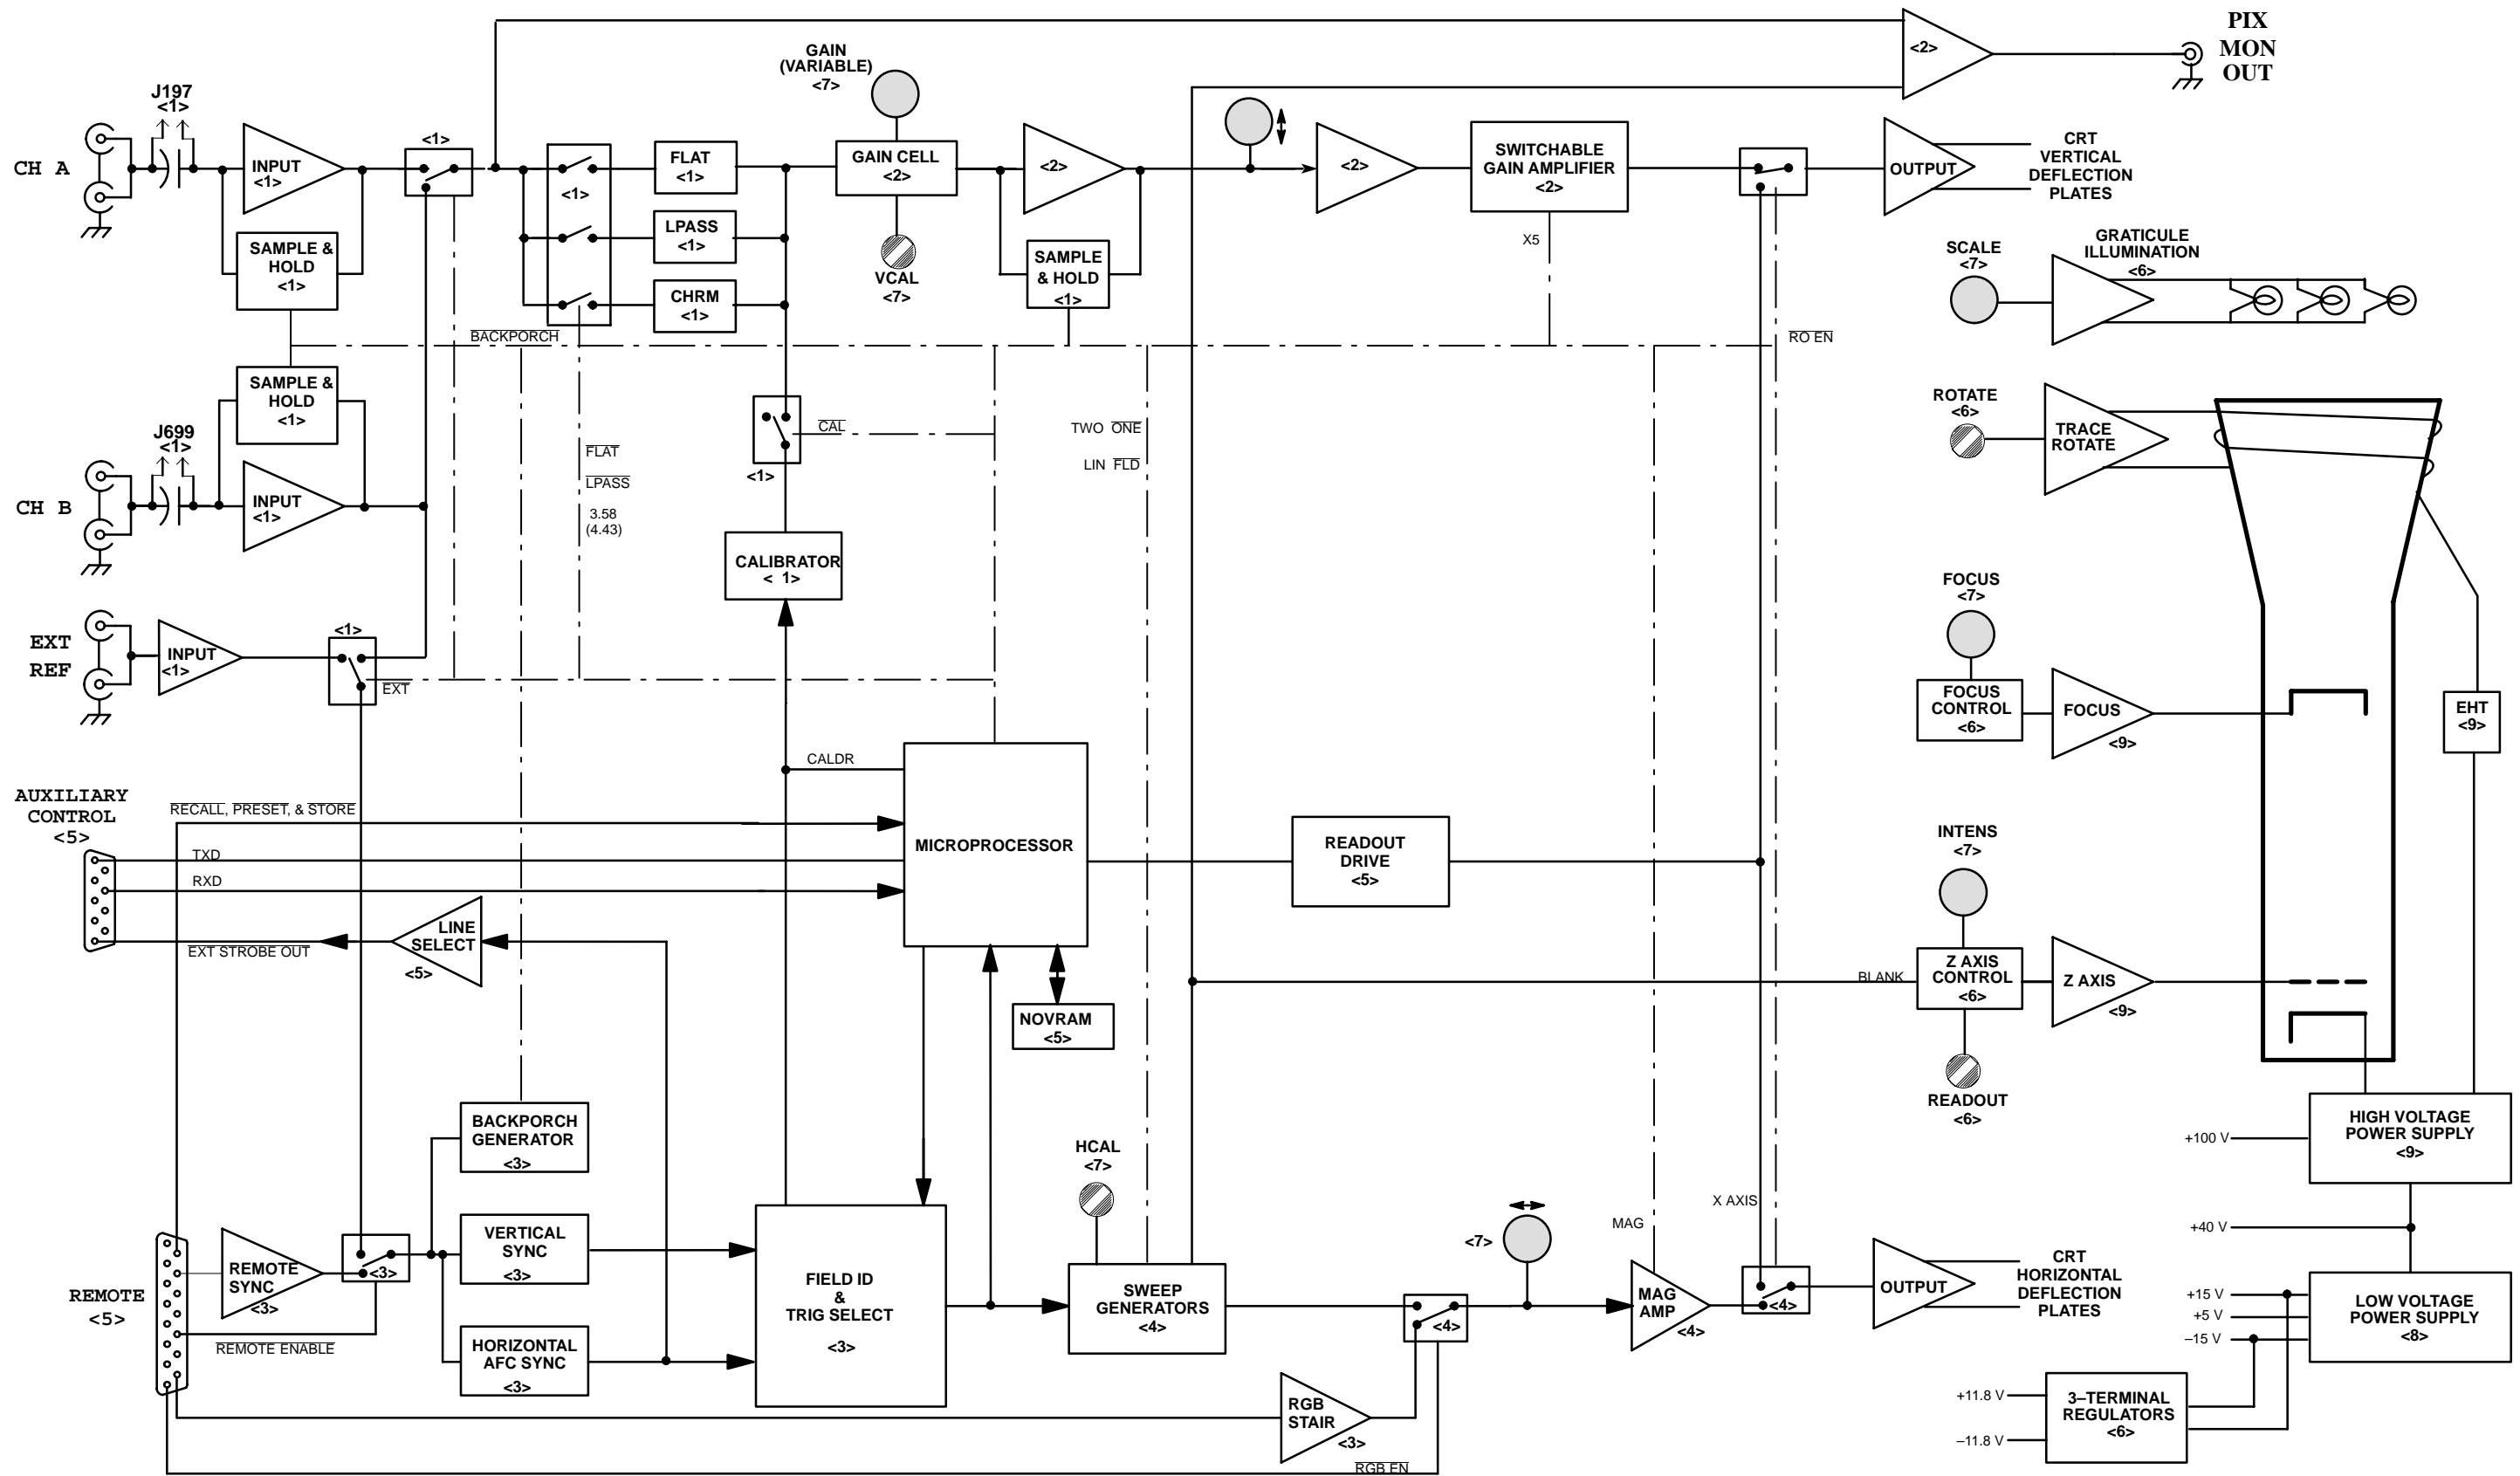 PIX
MON
OUT
<2>
GAIN
(VARIABLE)
<7>
J197
<1>
CH A
INPUT
<1>
<1>
<1>
FLAT
<1>
GAIN CELL
<2>
<2>
<2>
SWITCHABLE
GAIN AMPLIFIER
<2>
OUTPUT
CRT
VERTICAL
DEFLECTION
PLATES
SAMPLE &
HOLD
<1>
LPASS
<1>
VCAL
<7>
SAMPLE
& HOLD
<1>
X5
CHRM
<1>
SCALE
<7>
GRATICULE
ILLUMINATION
<6>
BACKPORCH
RO EN
SAMPLE &
HOLD
<1>
J699
<1>
CH B
INPUT
<1>
FLAT
LPASS
3.58
(4.43)
CAL
<1>
TWO ONE
LIN FLD
ROTATE
<6>
TRACE
ROTATE
CALIBRATOR
< 1>
EXT
REF
INPUT
<1>
<1>
EXT
FOCUS
<7>
FOCUS
CONTROL
<6>
FOCUS
<9>
EHT
<9>
CALDR
AUXILIARY
CONTROL
<5>
RECALL, PRESET, & STORE
TXD
RXD
MICROPROCESSOR
READOUT
DRIVE
<5>
INTENS
<7>
LINE
SELECT
<5>
EXT STROBE OUT
BLANK
Z AXIS
CONTROL
<6>
Z AXIS
<9>
NOVRAM
<5>
READOUT
<6>
BACKPORCH
GENERATOR
<3>
HCAL
<7>
+100 V
HIGH VOLTAGE
POWER SUPPLY
<9>
X AXIS
MAG
<7>
+40 V
REMOTE
<5>
REMOTE
SYNC
<3>
<3>
VERTICAL
SYNC
<3>
FIELD ID
&
TRIG SELECT
<3>
SWEEP
GENERATORS
<4>
<4>
MAG
AMP
<4>
<4>
OUTPUT
CRT
HORIZONTAL
DEFLECTION
PLATES
+15 V
+5 V
–15 V
LOW VOLTAGE
POWER SUPPLY
<8>
REMOTE ENABLE
HORIZONTAL
AFC SYNC
<3>
RGB
STAIR
<3>
RGB EN
+11.8 V
–11.8 V
3–TERMINAL
REGULATORS
<6>